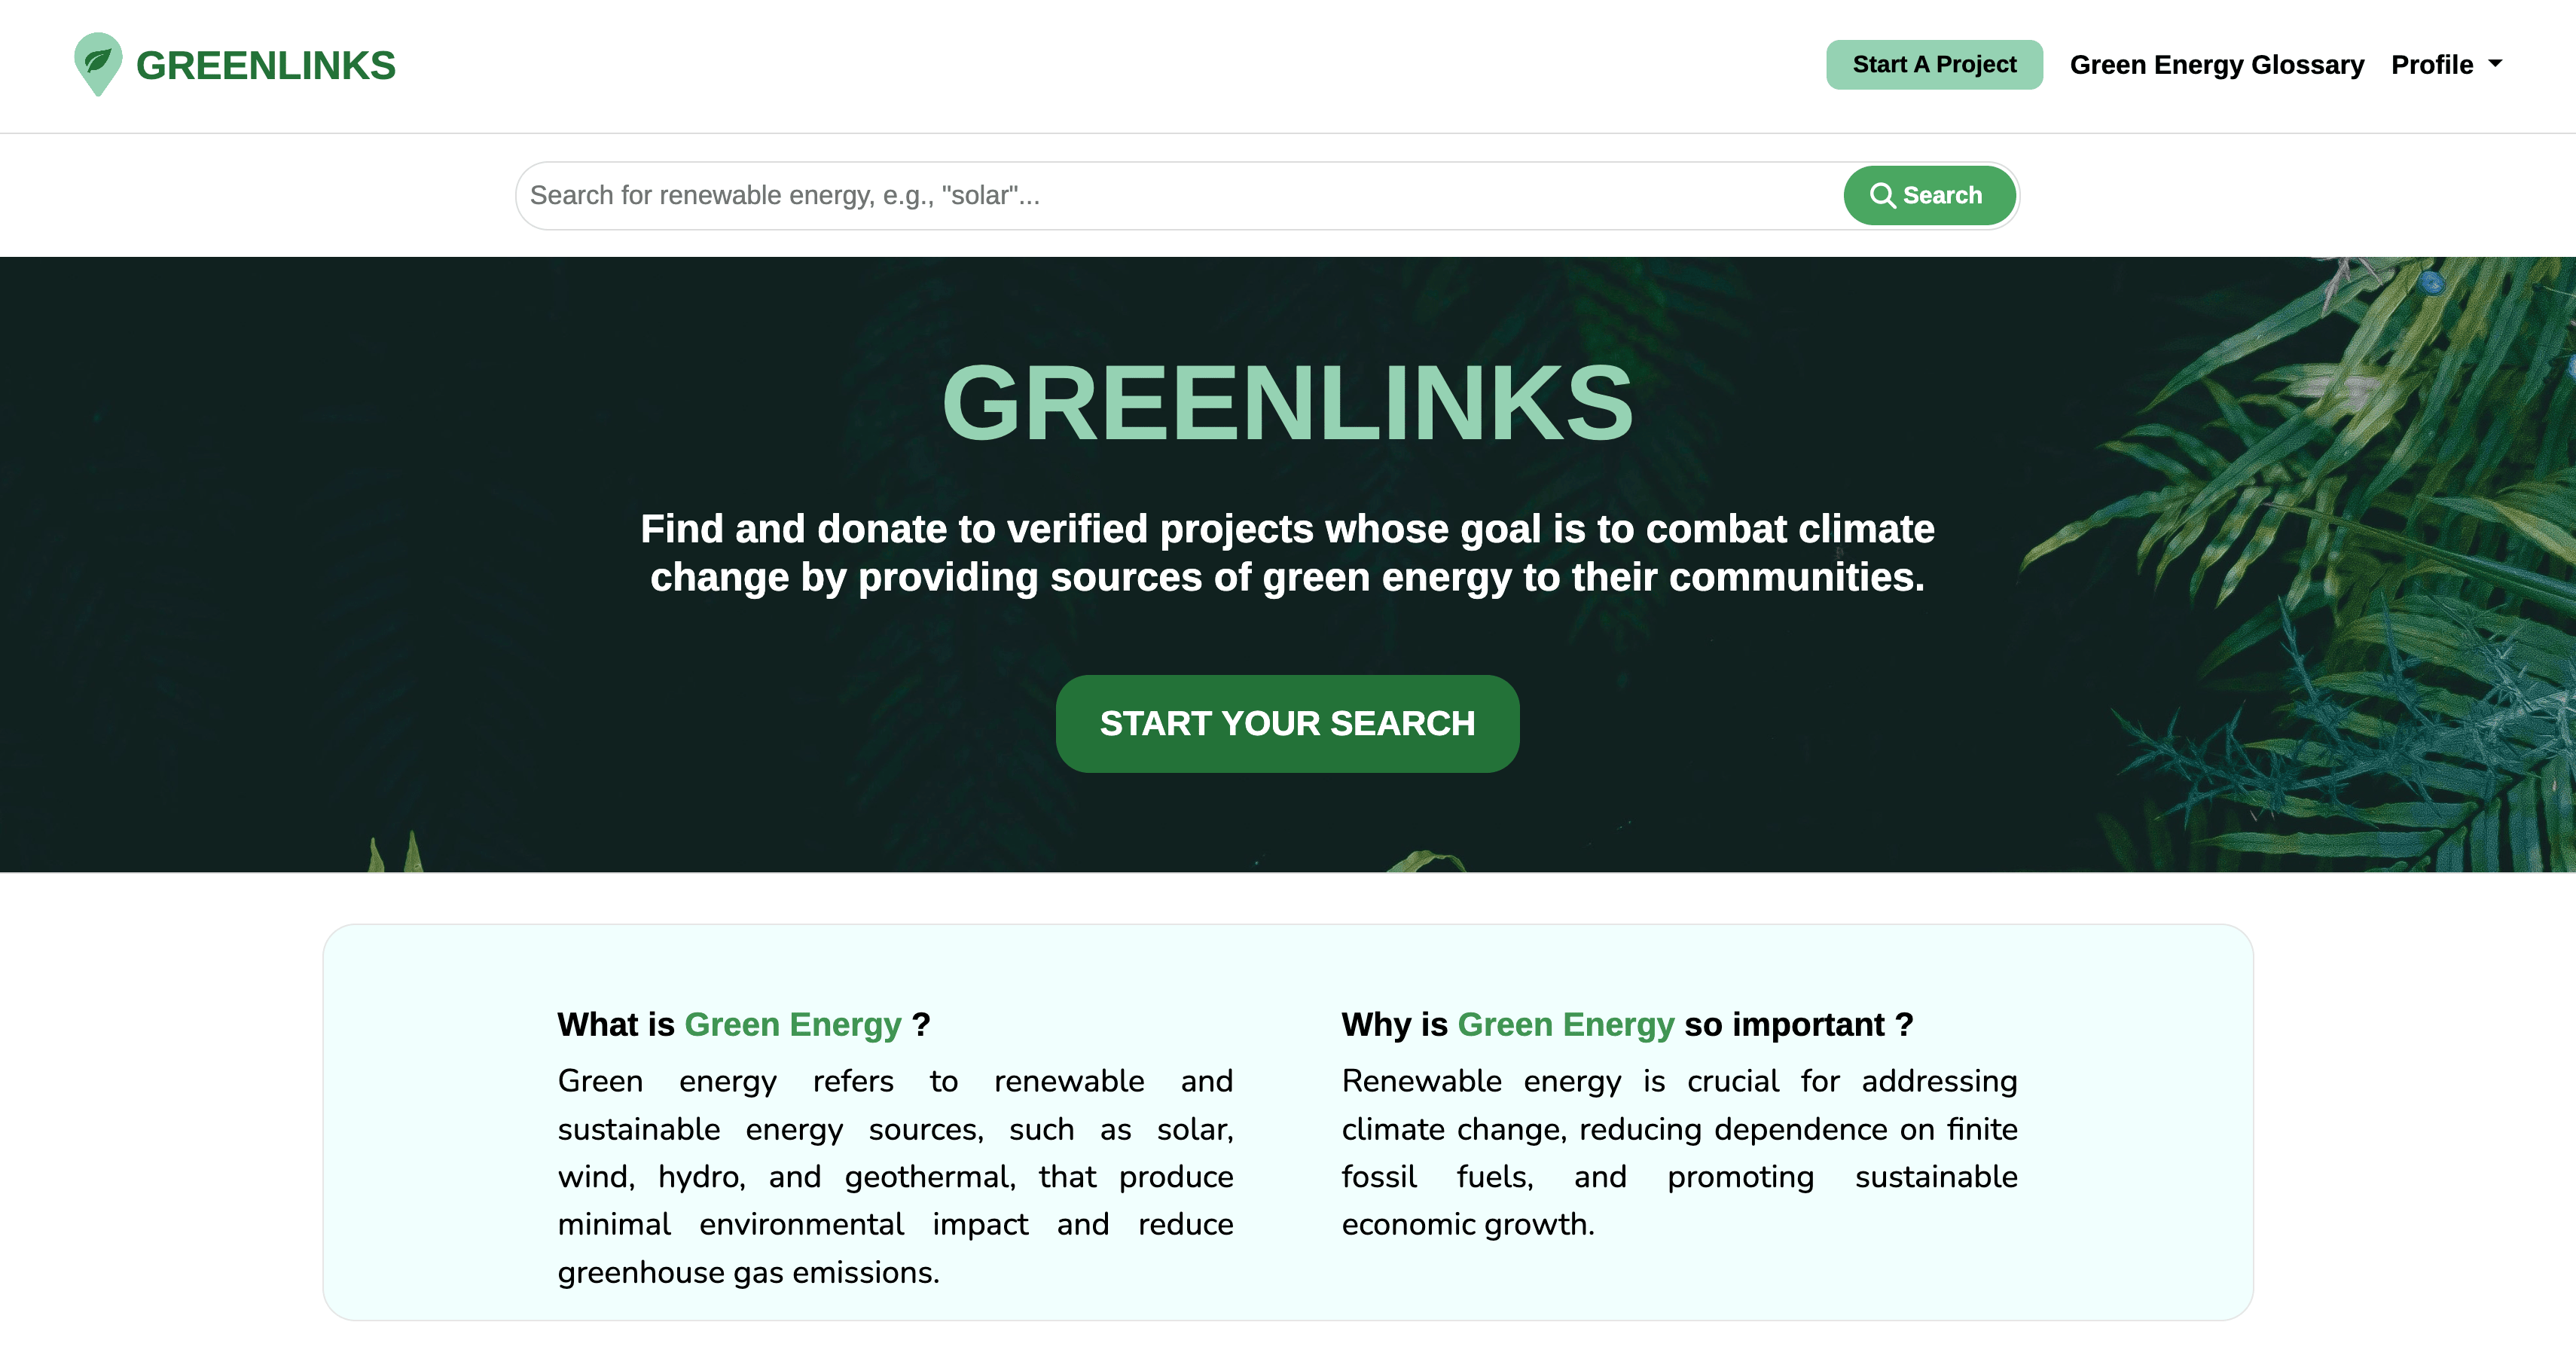 GREENLINKS
Start A Project
Green Energy Glossary
Profile
Search for renewable energy, e.g., "solar"...
Search
GREENLINKS
Find and donate to verified projects whose goal is to combat climate
change by providing sources of green energy to their communities.
START YOUR SEARCH
What is Green Energy ?
Green energy refers to renewable and
sustainable energy sources, such as solar,
wind, hydro, and geothermal, that produce
minimal environmental impact and reduce
greenhouse gas emissions.
Why is Green Energy so important ?
Renewable energy is crucial for addressing
climate change, reducing dependence on finite
fossil fuels, and promoting sustainable
economic growth.